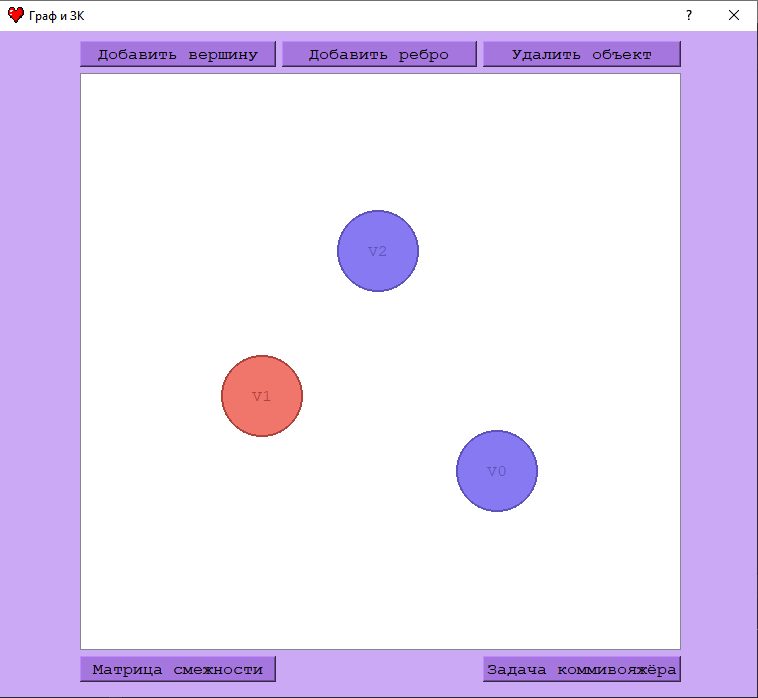 Граф и ЗК
?
Добавить вершину
Добавить ребро
Удалить объект
V2
V1
V0
Матрица смежности
Задача коммивояжёра